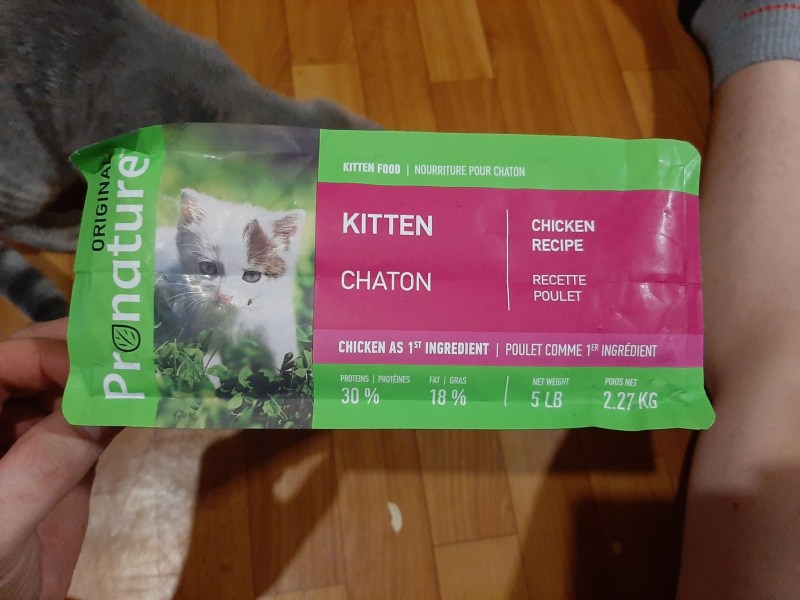 ORIGINAL
Pronature
KITTEN FOOD | NOURRITURE POUR CHATON
KITTEN
CHATON
CHICKEN
RECIPE
RECETTE
POULET
CHICKEN AS 1ST INGREDIENT | POULET COMME 1ER INGRÉDIENT
PROTEINS | PROTÉINES
30 %
FAT | GRAS
18 %
NET WEIGHT
5 LB
POIDS NET
2.27 KG